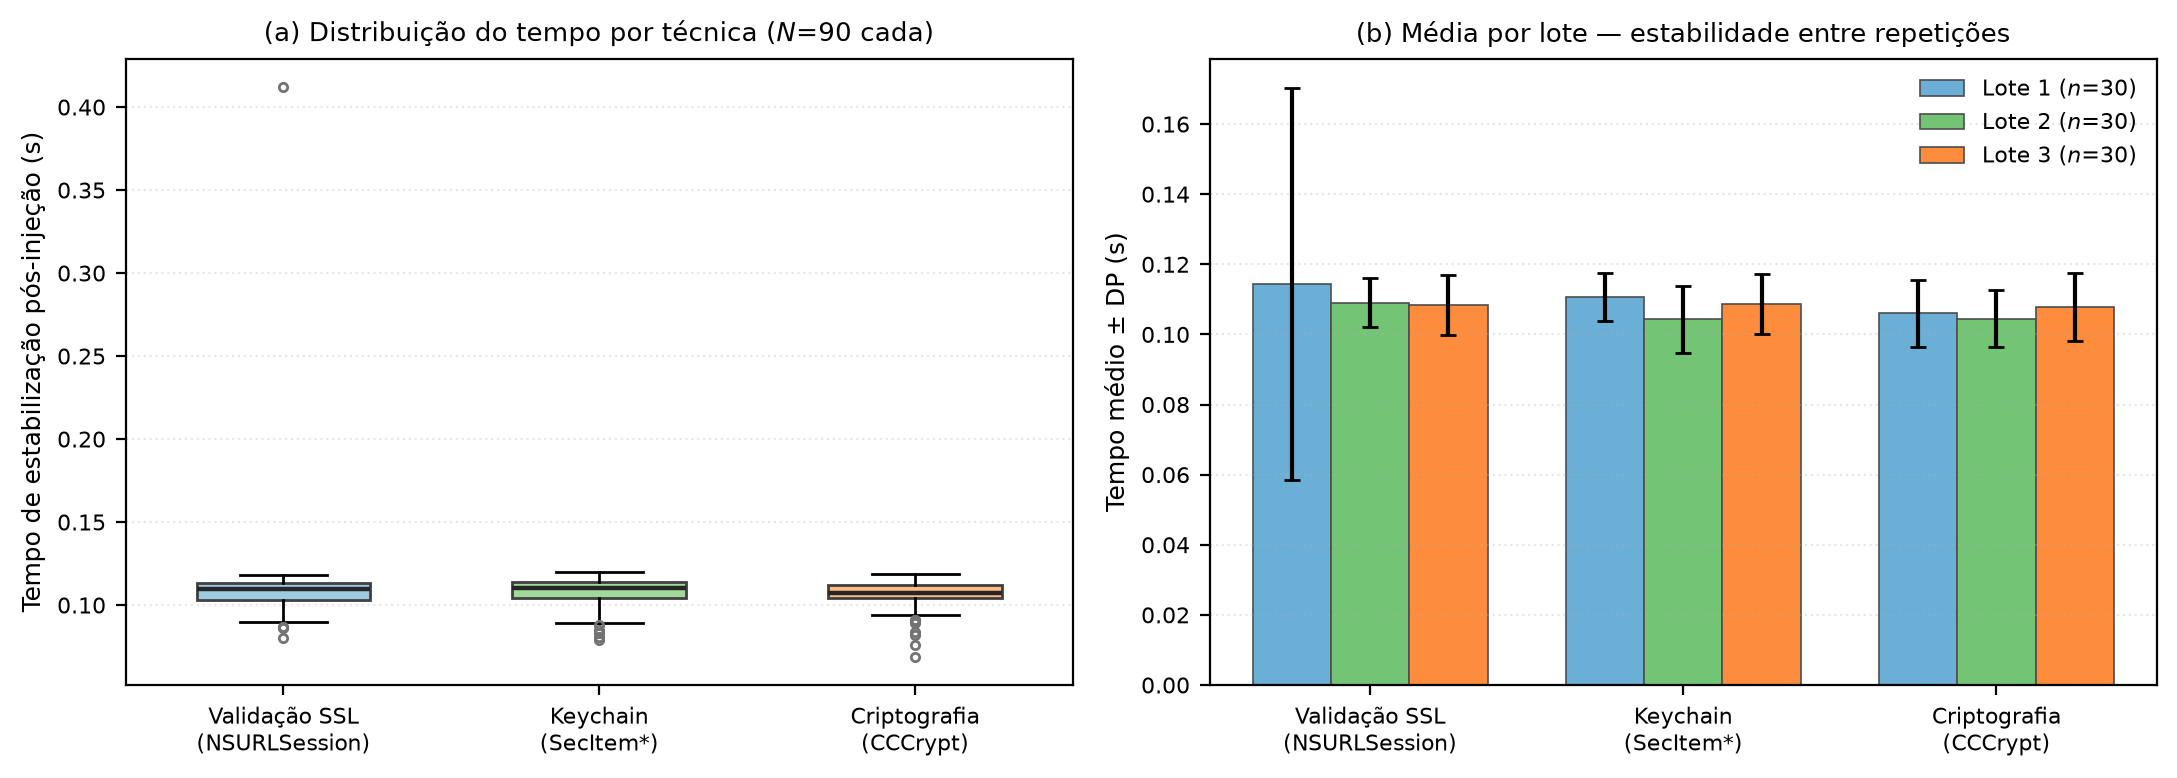 (a) Distribuição do tempo por técnica (N=90 cada)
Tempo de estabilização pós-injeção (s)
0.40
0.35
0.30
0.25
0.20
0.15
0.10
Validação SSL
(NSURLSession)
Keychain
(SecItem*)
Criptografia
(CCCrypt)
(b) Média por lote — estabilidade entre repetições
Tempo médio ± DP (s)
0.16
0.14
0.12
0.10
0.08
0.06
0.04
0.02
0.00
Lote 1 (n=30)
Lote 2 (n=30)
Lote 3 (n=30)
Validação SSL
(NSURLSession)
Keychain
(SecItem*)
Criptografia
(CCCrypt)